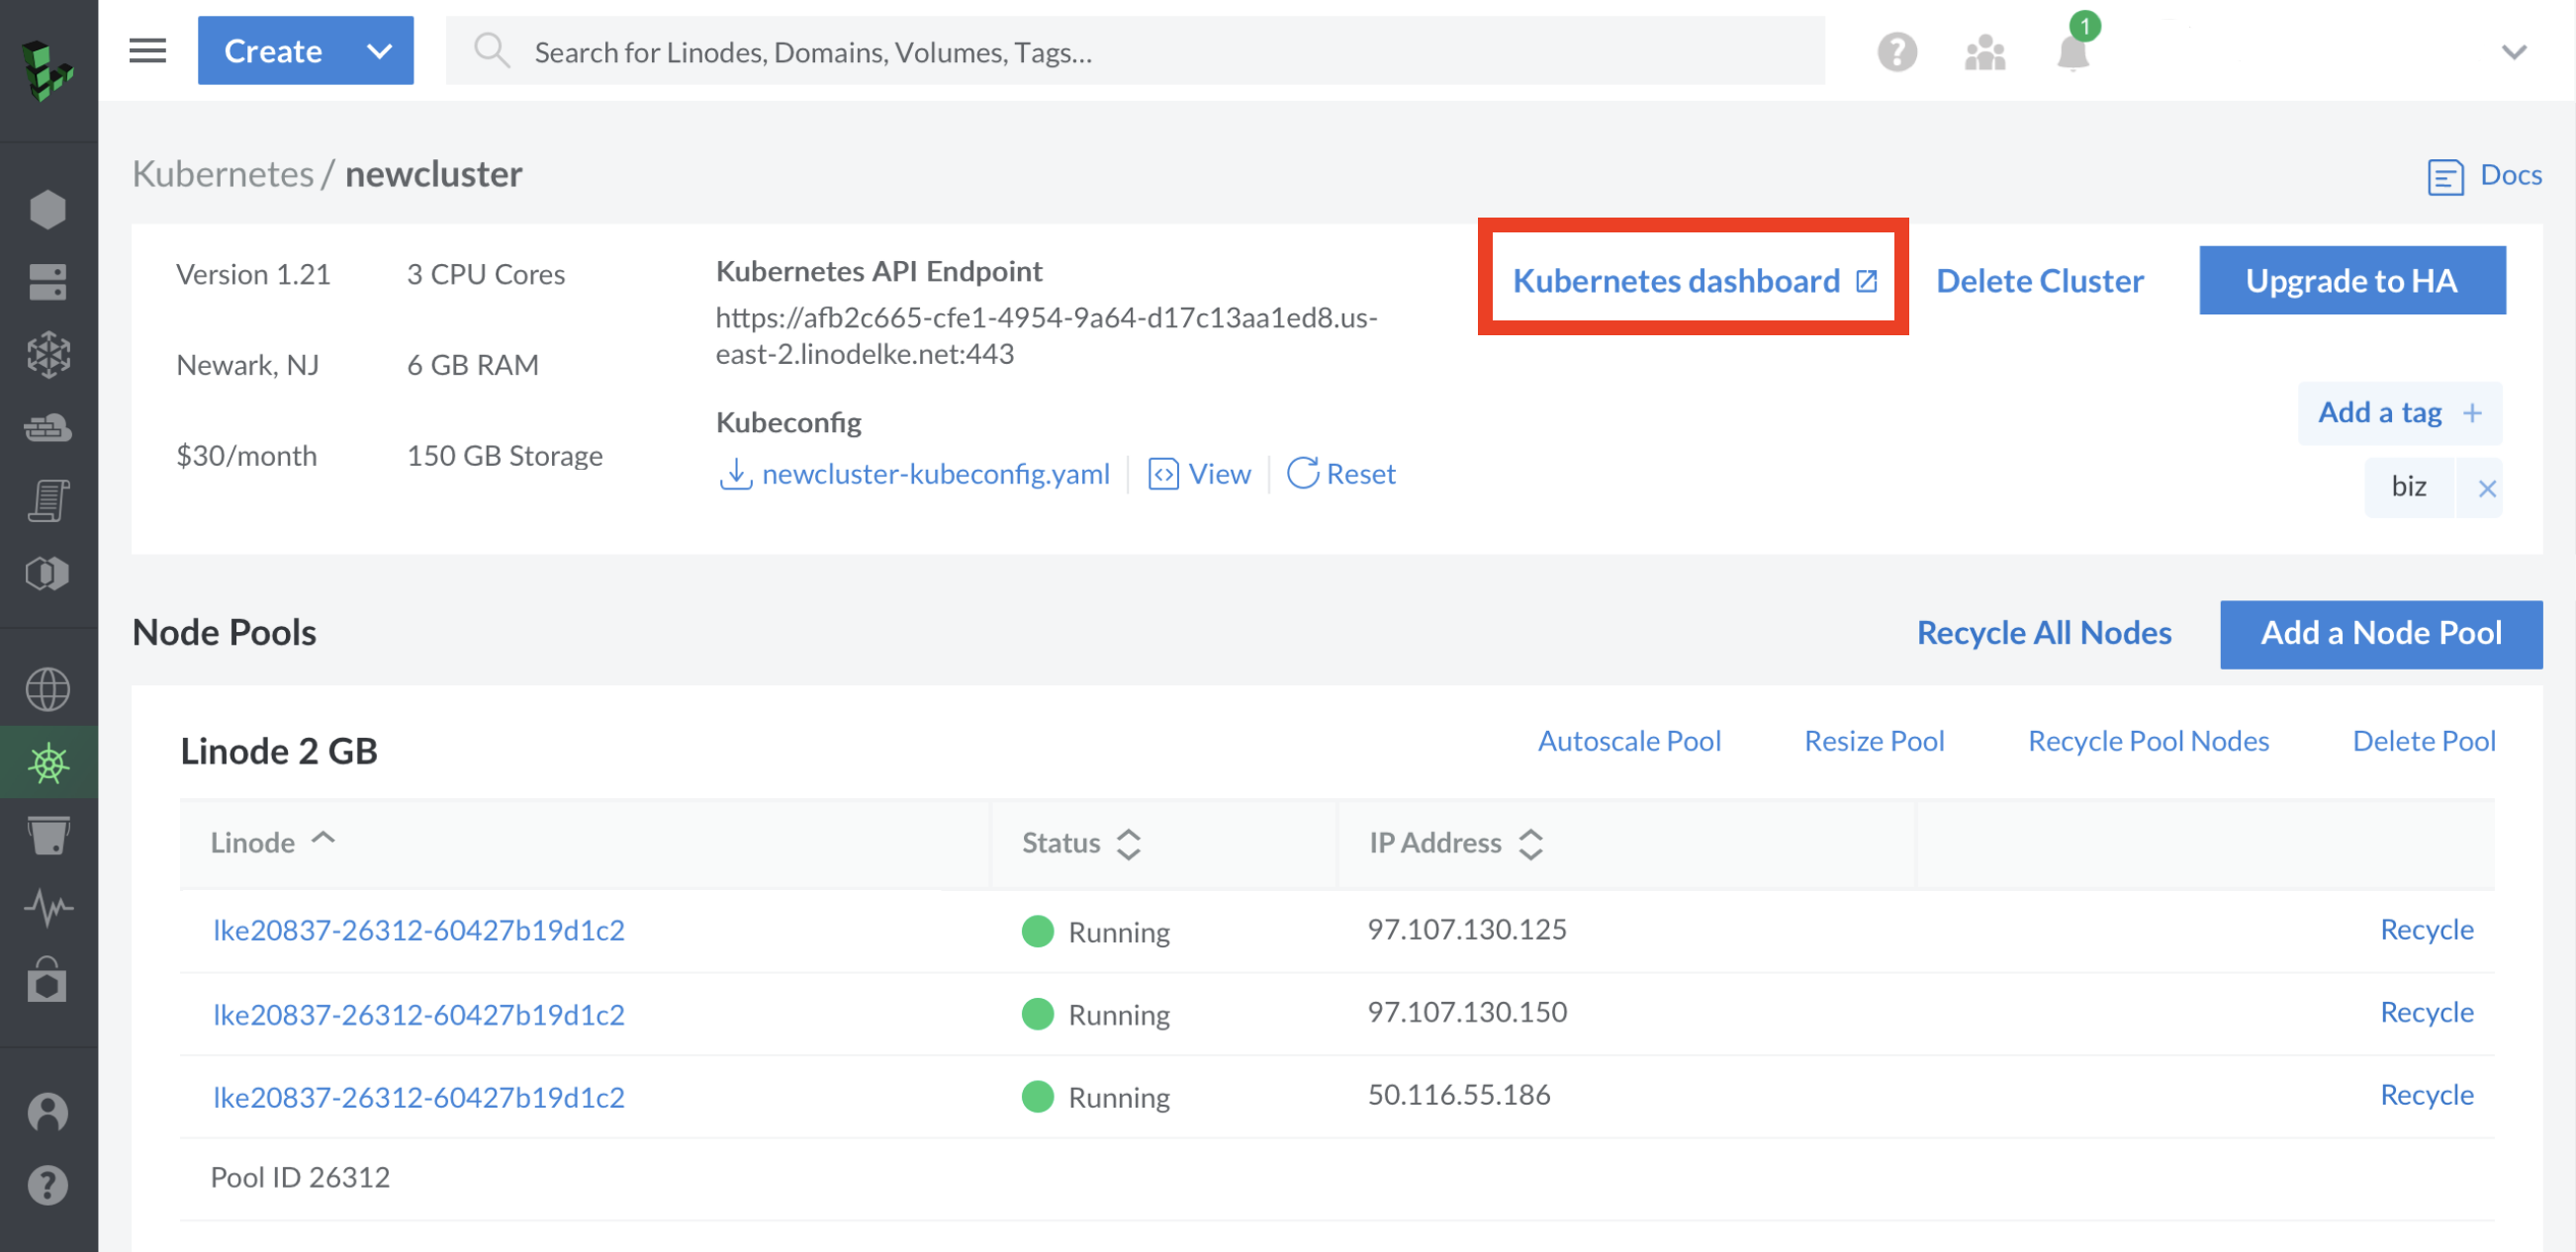 Create
Search for Linodes, Domains, Volumes, Tags...
1
Kubernetes / newcluster
Docs
Version 1.21
3 CPU Cores
Newark, NJ
6 GB RAM
$30/month
150 GB Storage
Kubernetes API Endpoint
https://afb2c665-cfe1-4954-9a64-d17c13aa1ed8.us-
east-2.linodelke.net:443
Kubeconfig
newcluster-kubeconfig.yaml
View
Reset
Kubernetes dashboard
Delete Cluster
Upgrade to HA
Add a tag +
biz ×
Node Pools
Recycle All Nodes
Add a Node Pool
Linode 2 GB
Autoscale Pool
Resize Pool
Recycle Pool Nodes
Delete Pool
Linode
Status
IP Address
lke20837-26312-60427b19d1c2 Running 97.107.130.125 Recycle
lke20837-26312-60427b19d1c2 Running 97.107.130.150 Recycle
lke20837-26312-60427b19d1c2 Running 50.116.55.186 Recycle
Pool ID 26312